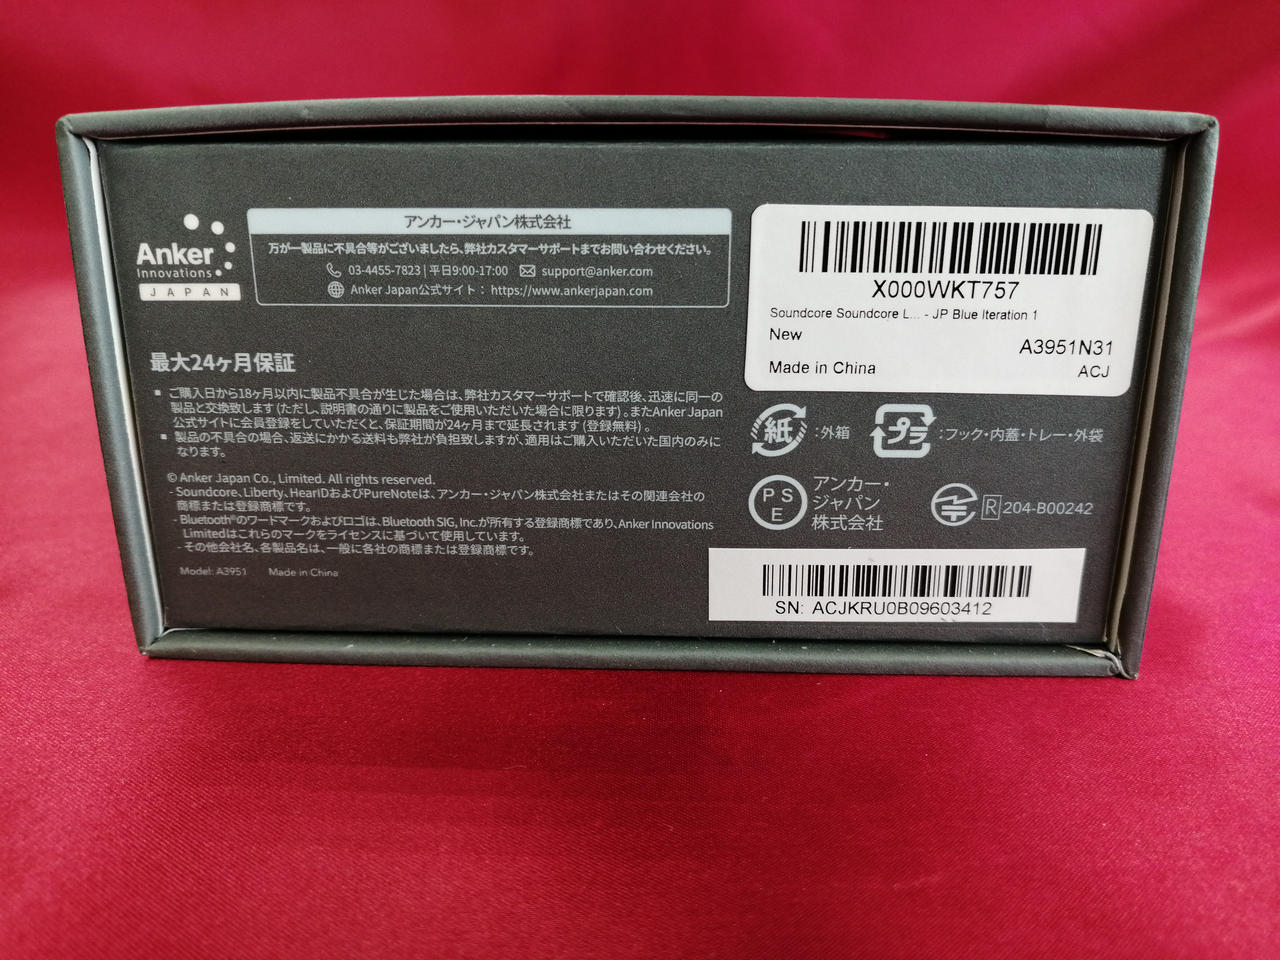 Anker
Innovations
JAPAN
アンカー・ジャパン株式会社
万が一製品に不具合等がございましたら、弊社カスタマーサポートまでお問い合わせください。
03-4455-7823 | 平日9:00-17:00 support@anker.com
Anker Japan公式サイト： https://www.ankerjapan.com
最大24ヶ月保証
■ ご購入日から18ヶ月以内に製品不具合が生じた場合は、弊社カスタマーサポートで確認後、迅速に同一の
製品と交換致します (ただし、説明書の通りに製品をご使用いただいた場合に限ります) 。またAnker Japan
公式サイトに会員登録をしていただくと、保証期間が24ヶ月まで延長されます (登録無料) 。
■ 製品の不具合の場合、返送にかかる送料も弊社が負担致しますが、適用はご購入いただいた国内のみに
なります。
© Anker Japan Co., Limited. All rights reserved.
- Soundcore, Liberty, HearIDおよびPureNoteは、アンカー・ジャパン株式会社またはその関連会社の
商標または登録商標です。
- Bluetooth®のワードマークおよびロゴは、Bluetooth SIG, Inc.が所有する登録商標であり、Anker Innovations
Limitedはこれらのマークをライセンスに基づいて使用しています。
- その他会社名、各製品名は、一般に各社の商標または登録商標です。
Model: A3951 Made in China
X000WKT757
Soundcore Soundcore L... - JP Blue Iteration 1
New
A3951N31
Made in China
ACJ
紙 : 外箱
プラ : フック・内蓋・トレー・外袋
PSE
アンカー・
ジャパン
株式会社
R 204-B00242
SN: ACJKRU0B09603412